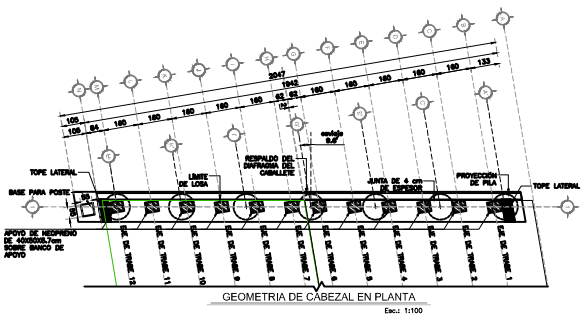 2047
1942
105
105 84 160 160 160 160 160 62 62 160 160 160 160 160 133
esviaje
TOPE LATERAL
LÍMITE
DE LOSA
RESPALDO DEL
DIAFRAGMA DEL
CABALLETE
JUNTA DE 4 cm
DE ESPESOR
PROYECCIÓN
DE PILA
TOPE LATERAL
BASE PARA POSTE
APOYO DE NEOPRENO
DE 40X50X5.7cm
SOBRE BANCO DE
APOYO
EJE DE TRABE 12
EJE DE TRABE 11
EJE DE TRABE 10
EJE DE TRABE 9
EJE DE TRABE 8
EJE DE TRABE 7
EJE DE TRABE 6
EJE DE TRABE 5
EJE DE TRABE 4
EJE DE TRABE 3
EJE DE TRABE 2
EJE DE TRABE 1
GEOMETRIA DE CABEZAL EN PLANTA
Esc.: 1:100